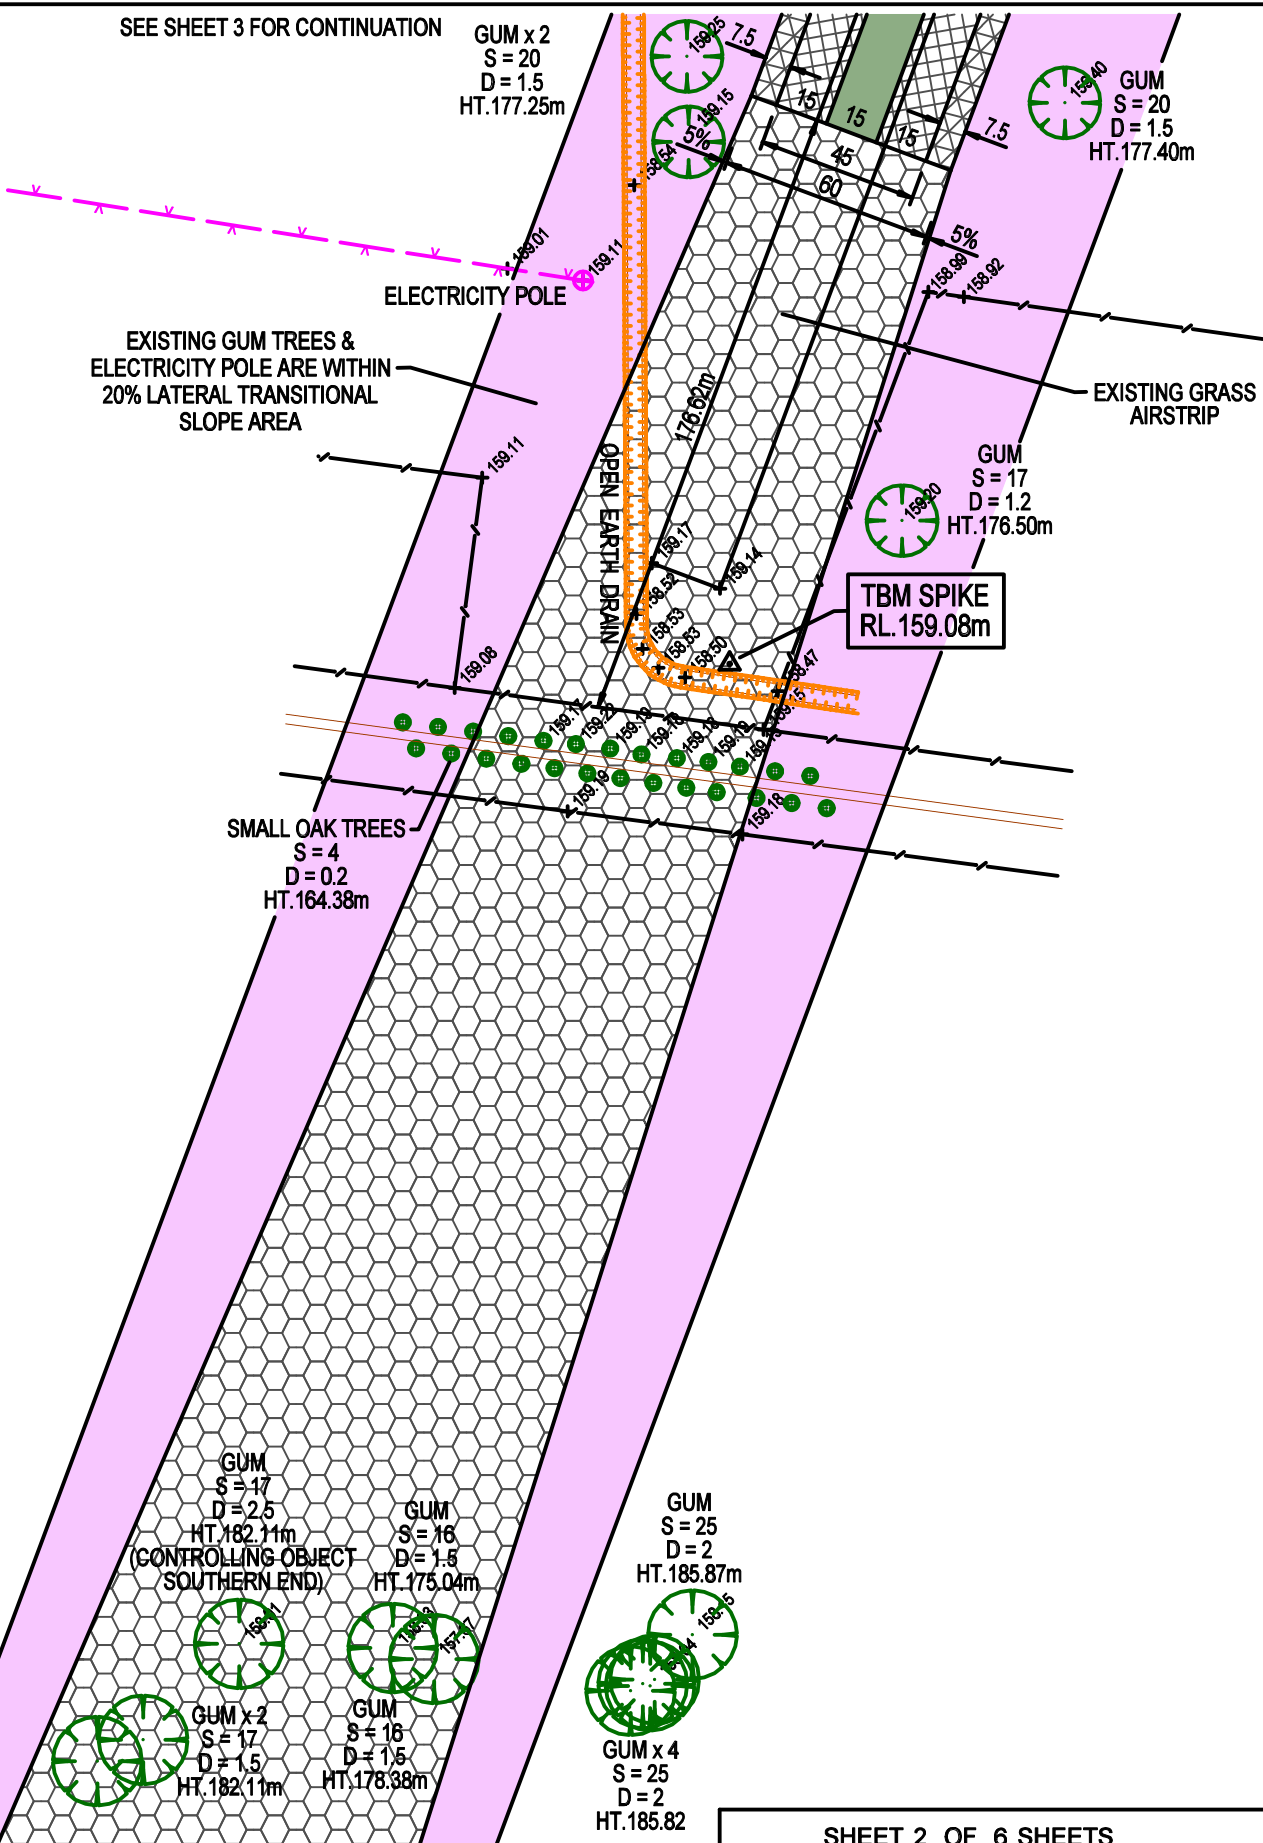 SEE SHEET 3 FOR CONTINUATION
GUM x 2
S = 20
D = 1.5
HT.177.25m
159.25
7.5
159.15
5%
158.54
15
15
15
7.5
45
60
5%
158.40
GUM
S = 20
D = 1.5
HT.177.40m
159.01
159.11
ELECTRICITY POLE
158.99
158.92
EXISTING GUM TREES &
ELECTRICITY POLE ARE WITHIN
20% LATERAL TRANSITIONAL
SLOPE AREA
EXISTING GRASS
AIRSTRIP
176.62m
159.11
OPEN EARTH DRAIN
GUM
S = 17
D = 1.2
HT.176.50m
159.20
159.17
159.14
158.52
158.53
158.53
158.50
TBM SPIKE
RL.159.08m
159.08
159.15
159.19
159.18
159.18
159.19
159.19
159.18
SMALL OAK TREES
S = 4
D = 0.2
HT.164.38m
GUM
S = 17
D = 2.5
HT.182.11m
(CONTROLLING OBJECT
SOUTHERN END)
GUM
S = 16
D = 1.5
HT.175.04m
GUM
S = 25
D = 2
HT.185.87m
158.15
GUM x 2
S = 17
D = 1.5
HT.182.11m
GUM
S = 16
D = 1.5
HT.178.38m
GUM x 4
S = 25
D = 2
HT.185.82
SHEET 2 OF 6 SHEETS